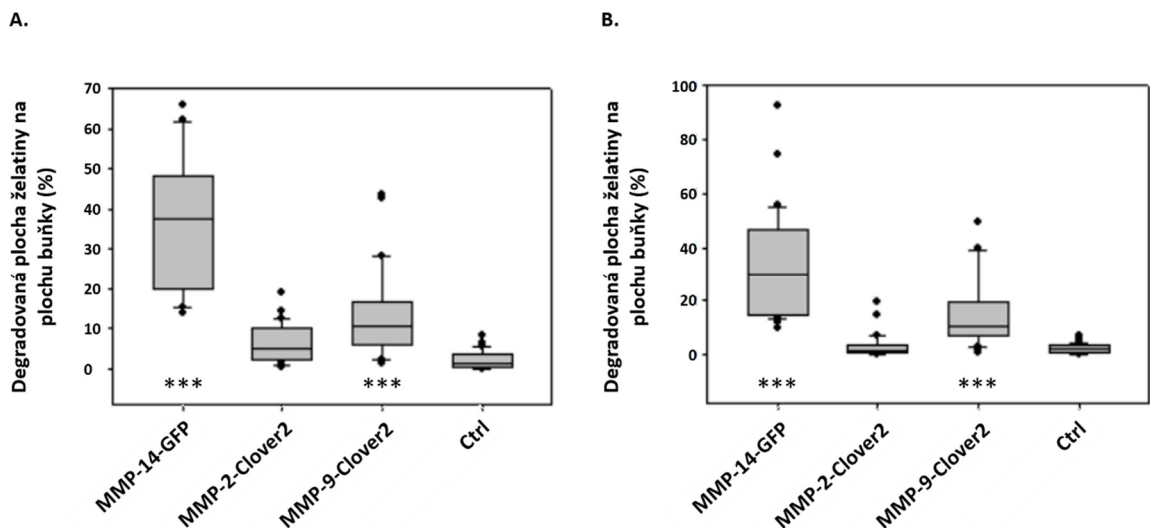 A.
Degradovaná plocha želatiny na
plochu buňky (%)
70
60
50
40
30
20
10
0
***
***
MMP-14-GFP
MMP-2-Clover2
MMP-9-Clover2
Ctrl
B.
Degradovaná plocha želatiny na
plochu buňky (%)
100
80
60
40
20
0
***
***
MMP-14-GFP
MMP-2-Clover2
MMP-9-Clover2
Ctrl